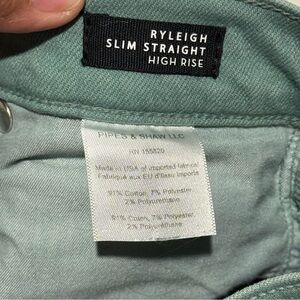 RYLEIGH
SLIM STRAIGHT
HIGH RISE
PIPES & SHAW LLC
RN 155820
Made in USA of imported fabric/
Fabriqué aux EU d'tissu importé
91% Cotton, 7% Polyester,
2% Polyurethane
91% Coton, 7% Polyester,
2% Polyurethane